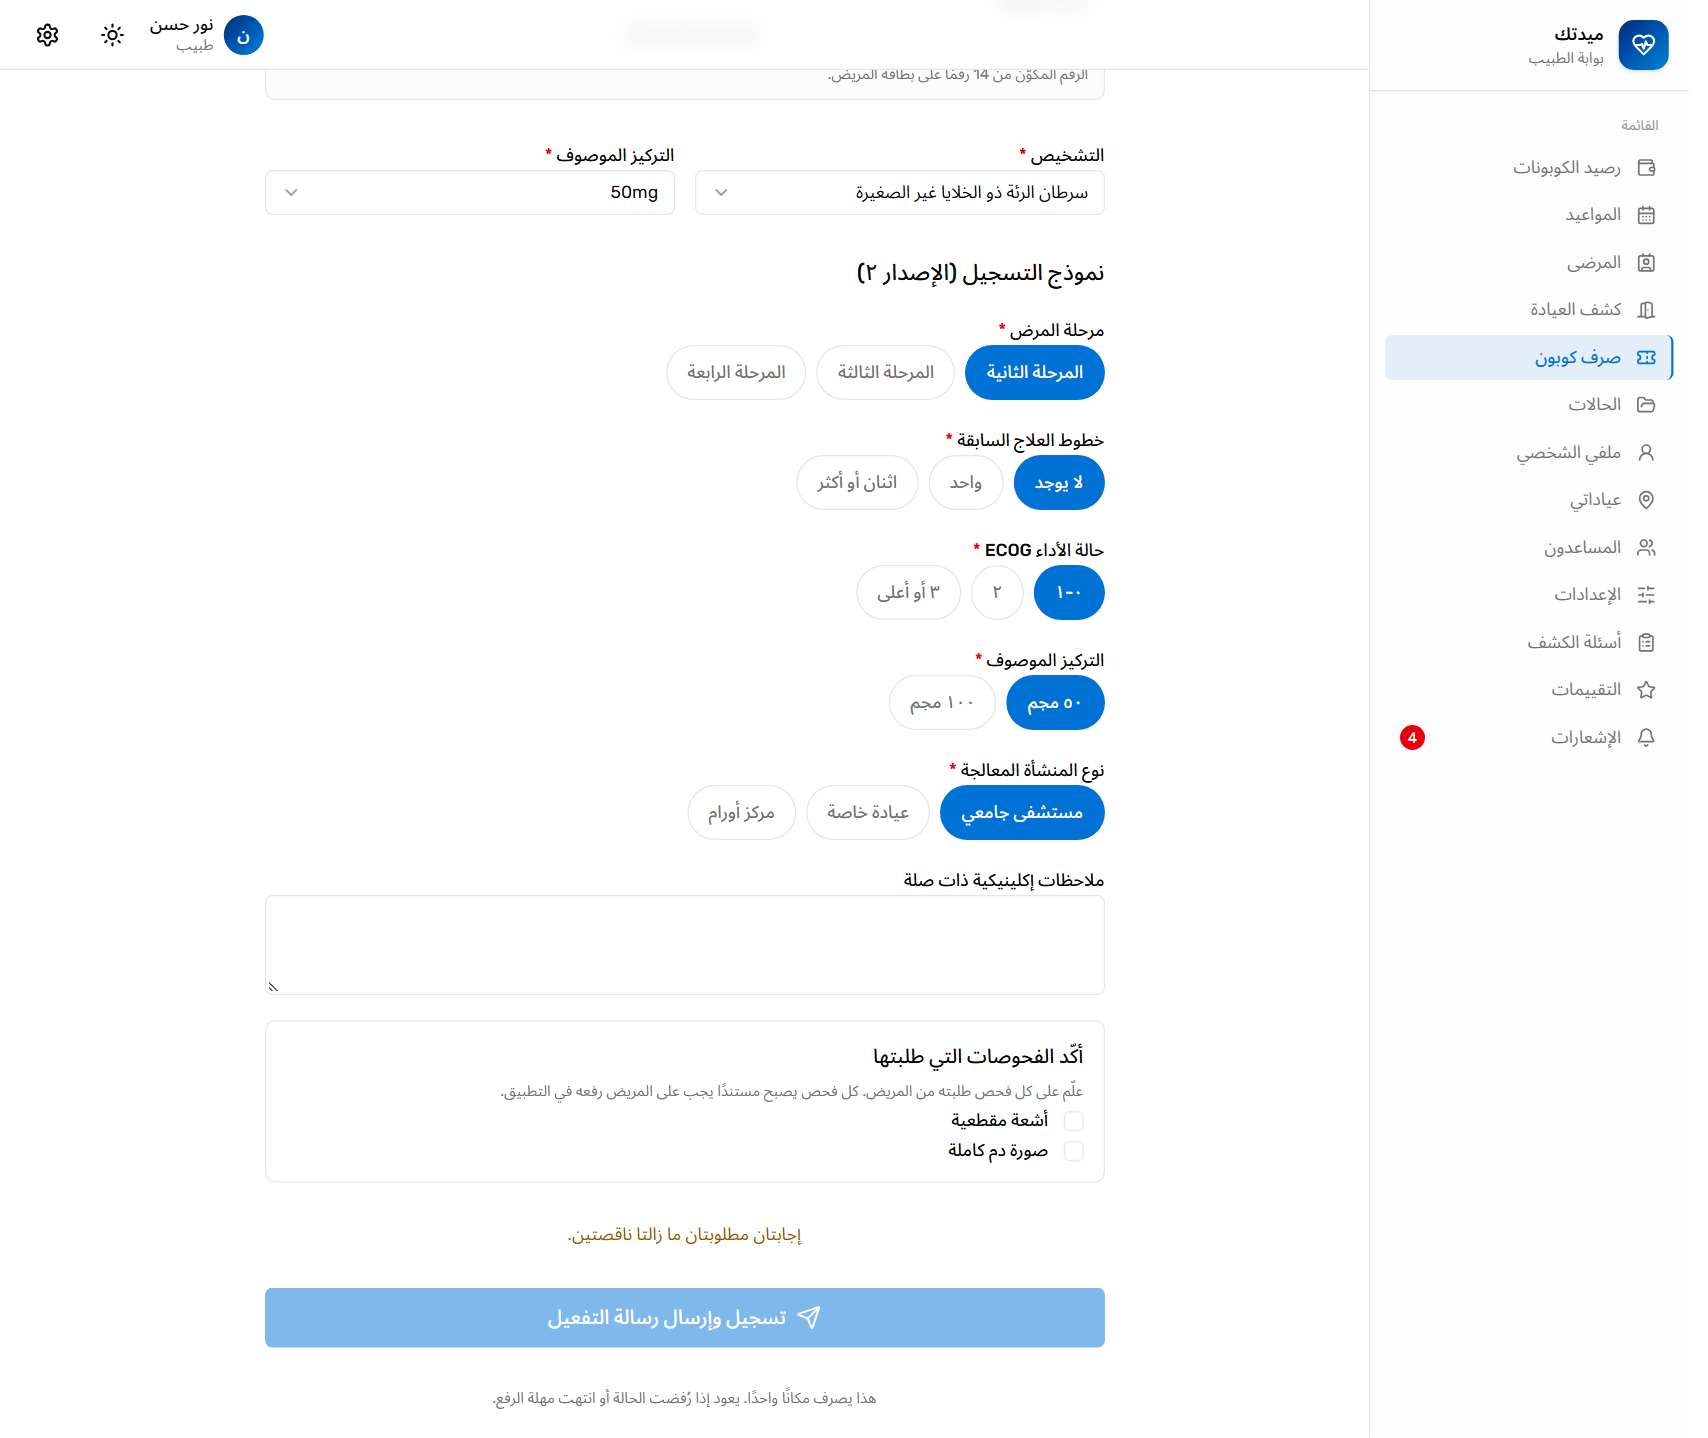 ميدتك
بوابة الطبيب
القائمة
رصيد الكوبونات
المواعيد
المرضى
كشف العيادة
صرف كوبون
الحالات
ملفي الشخصي
عياداتي
المساعدون
الإعدادات
أسئلة الكشف
التقييمات
الإشعارات
4
نور حسن
طبيب
ن
الرقم المكوّن من 14 رقمًا على بطاقة المريض.
التشخيص *
سرطان الرئة ذو الخلايا غير الصغيرة
التركيز الموصوف *
50mg
نموذج التسجيل (الإصدار ٢)
مرحلة المرض *
المرحلة الثانية
المرحلة الثالثة
المرحلة الرابعة
خطوط العلاج السابقة *
لا يوجد
واحد
اثنان أو أكثر
حالة الأداء ECOG *
٠-١
٢
٣ أو أعلى
التركيز الموصوف *
٥٠ مجم
١٠٠ مجم
نوع المنشأة المعالجة *
مستشفى جامعي
عيادة خاصة
مركز أورام
ملاحظات إكلينيكية ذات صلة
أكّد الفحوصات التي طلبتها
علّم على كل فحص طلبته من المريض. كل فحص يصبح مستندًا يجب على المريض رفعه في التطبيق.
أشعة مقطعية
صورة دم كاملة
إجابتان مطلوبتان ما زالتا ناقصتين.
تسجيل وإرسال رسالة التفعيل
هذا يصرف مكانًا واحدًا. يعود إذا رُفضت الحالة أو انتهت مهلة الرفع.